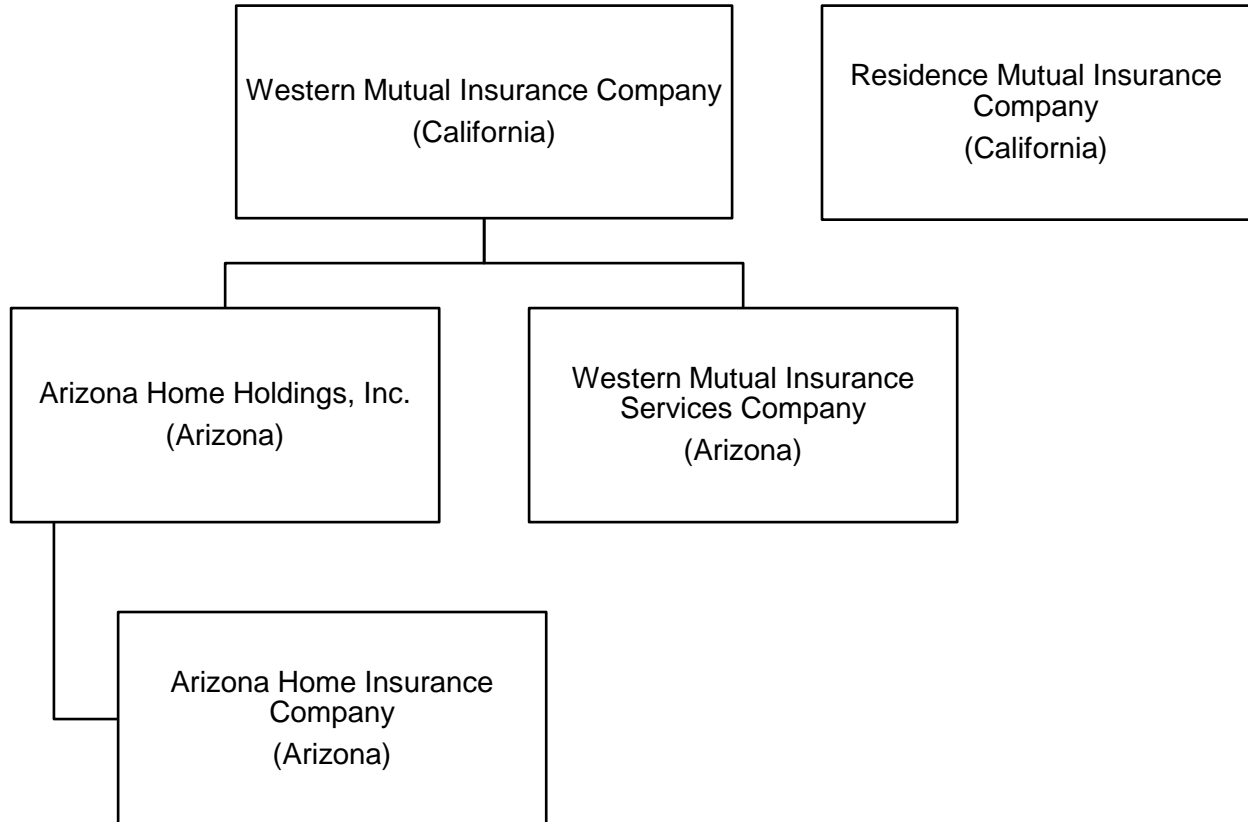 Western Mutual Insurance Company
(California)
Residence Mutual Insurance
Company
(California)
Arizona Home Holdings, Inc.
(Arizona)
Western Mutual Insurance
Services Company
(Arizona)
Arizona Home Insurance
Company
(Arizona)